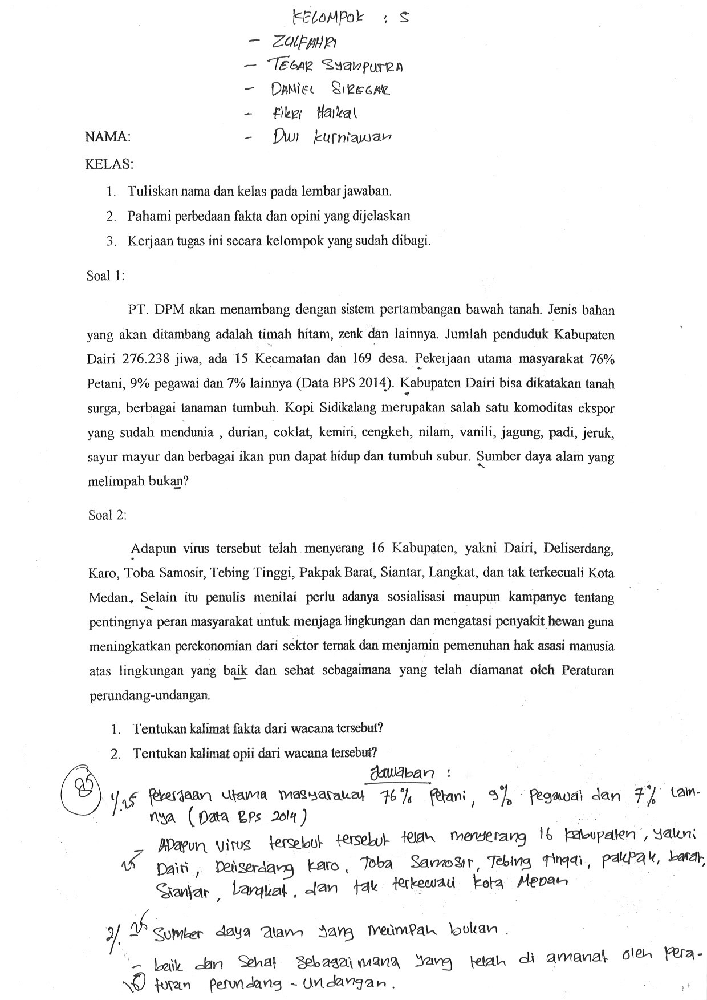 KELOMPOK : 5
- ZULFAHRI
- TEGAR SYAHPUTRA
- DANIEL SIREGAR
- Fikri Haikal
NAMA: - Dwi kurniawan
KELAS:
1. Tuliskan nama dan kelas pada lembar jawaban.
2. Pahami perbedaan fakta dan opini yang dijelaskan
3. Kerjaan tugas ini secara kelompok yang sudah dibagi.
Soal 1:
PT. DPM akan menambang dengan sistem pertambangan bawah tanah. Jenis bahan
yang akan ditambang adalah timah hitam, zenk dan lainnya. Jumlah penduduk Kabupaten
Dairi 276.238 jiwa, ada 15 Kecamatan dan 169 desa. Pekerjaan utama masyarakat 76%
Petani, 9% pegawai dan 7% lainnya (Data BPS 2014). Kabupaten Dairi bisa dikatakan tanah
surga, berbagai tanaman tumbuh. Kopi Sidikalang merupakan salah satu komoditas ekspor
yang sudah mendunia , durian, coklat, kemiri, cengkeh, nilam, vanili, jagung, padi, jeruk,
sayur mayur dan berbagai ikan pun dapat hidup dan tumbuh subur. Sumber daya alam yang
melimpah bukan?
Soal 2:
Adapun virus tersebut telah menyerang 16 Kabupaten, yakni Dairi, Deliserdang,
Karo, Toba Samosir, Tebing Tinggi, Pakpak Barat, Siantar, Langkat, dan tak terkecuali Kota
Medan. Selain itu penulis menilai perlu adanya sosialisasi maupun kampanye tentang
pentingnya peran masyarakat untuk menjaga lingkungan dan mengatasi penyakit hewan guna
meningkatkan perekonomian dari sektor ternak dan menjamin pemenuhan hak asasi manusia
atas lingkungan yang baik dan sehat sebagaimana yang telah diamanat oleh Peraturan
perundang-undangan.
1. Tentukan kalimat fakta dari wacana tersebut?
2. Tentukan kalimat opii dari wacana tersebut?
Jawaban :
85
1/. 25 Pekerjaan utama masyarakat 76% Petani, 9% Pegawai dan 7% lain-
nya (Data BPS 2014)
- Adapun virus tersebut tersebut telah menyerang 16 kabupaten, yakni
25 Dairi, Deliserdang karo, Toba Samosir, Tebing Tinggi, pakpak, barat,
Siantar, Langkat, dan tak terkecuali kota Medan
2/. 25 - Sumber daya alam yang melimpah bukan.
- baik dan Sehat Sebagaimana yang telah di amanat oleh Pera-
10 turan perundang - undangan.